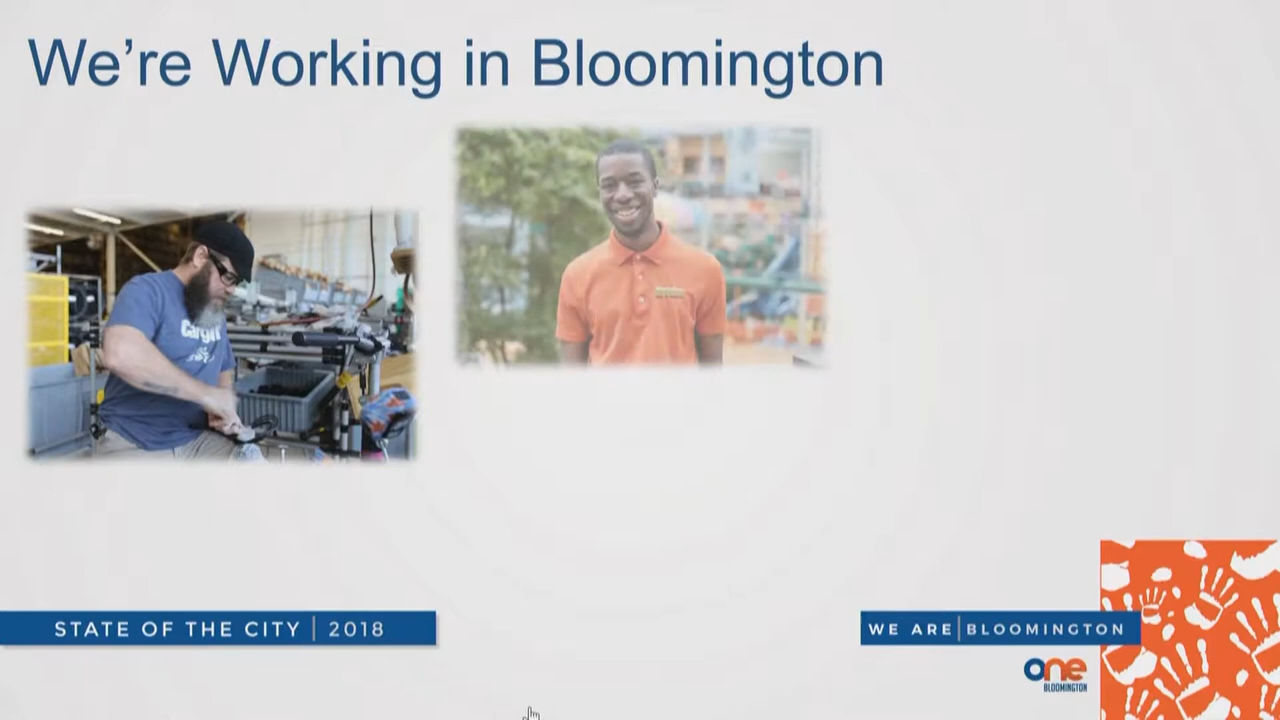 We're Working in Bloomington
Cargill
STATE OF THE CITY | 2018
WE ARE | BLOOMINGTON
one
BLOOMINGTON